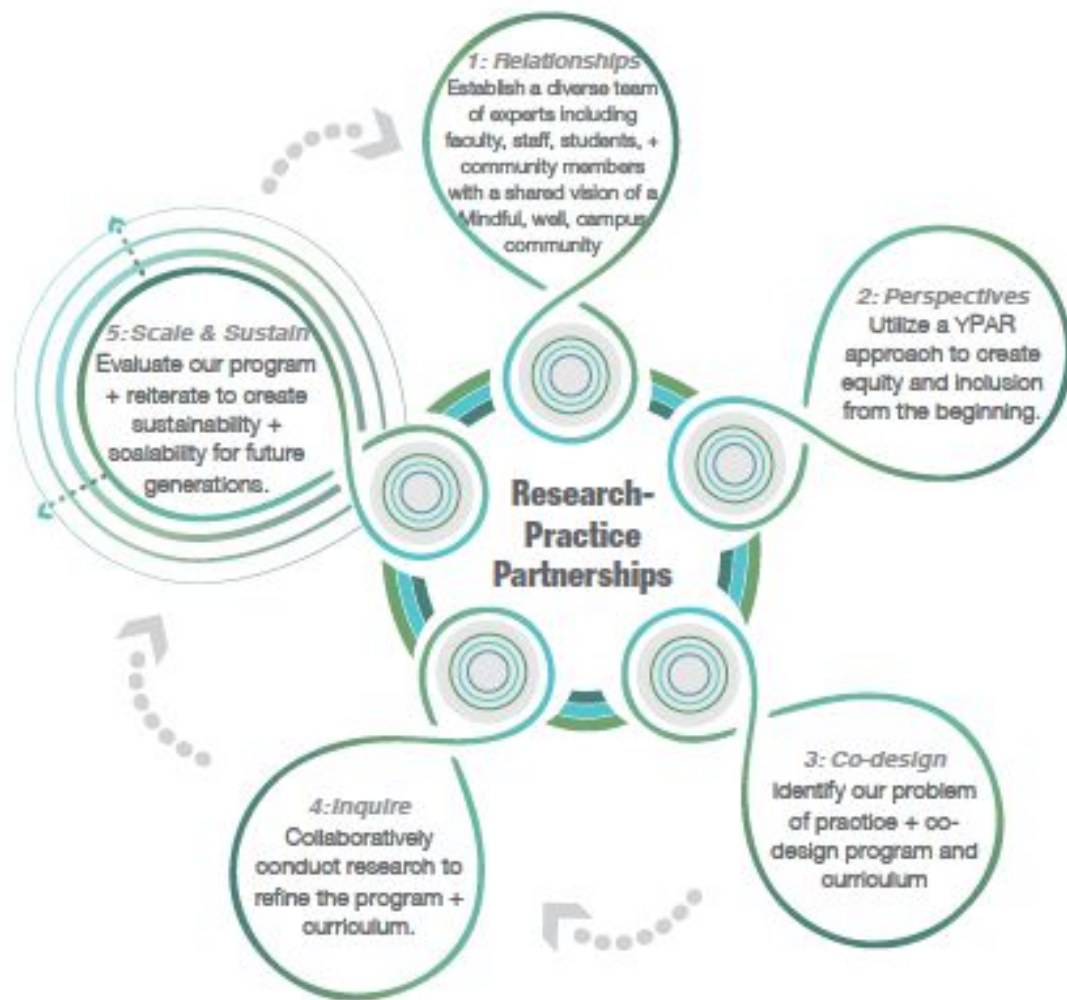 1: Relationships
Establish a diverse team
of experts including
faculty, staff, students, +
community members
with a shared vision of a
Mindful, well, campus
community
2: Perspectives
Utilize a YPAR
approach to create
equity and inclusion
from the beginning.
3: Co-design
Identify our problem
of practice + co-
design program and
curriculum
4: Inquire
Collaboratively
conduct research to
refine the program +
curriculum.
5: Scale & Sustain
Evaluate our program
+ reiterate to create
sustainability +
scalability for future
generations.
Research-
Practice
Partnerships